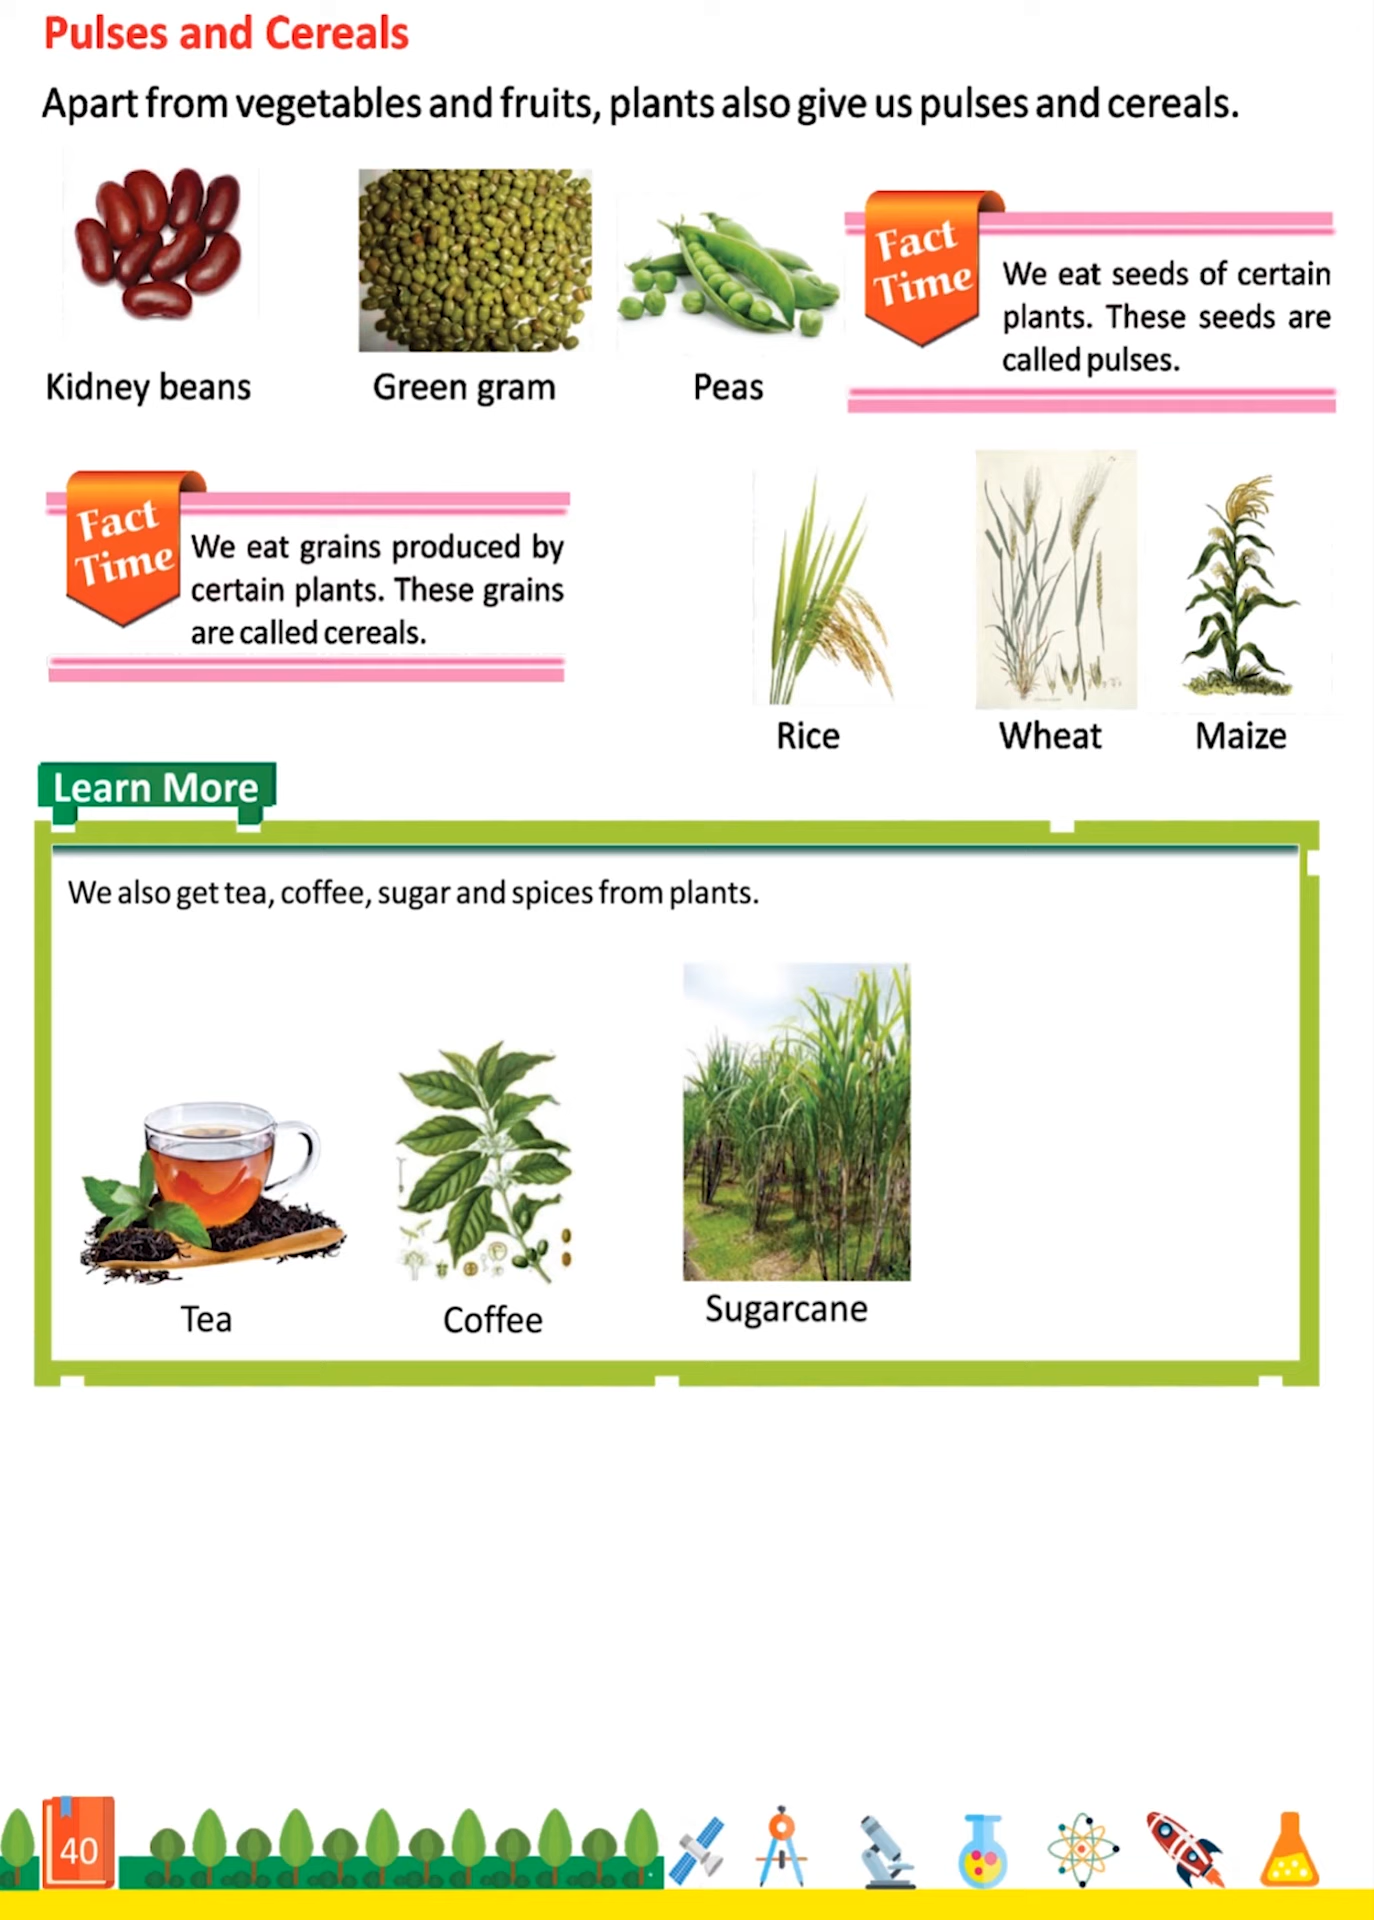 Pulses and Cereals
Apart from vegetables and fruits, plants also give us pulses and cereals.
Kidney beans
Green gram
Peas
Fact
Time
We eat seeds of certain
plants. These seeds are
called pulses.
Fact
Time
We eat grains produced by
certain plants. These grains
are called cereals.
Rice
Wheat
Maize
Learn More
We also get tea, coffee, sugar and spices from plants.
Tea
Coffee
Sugarcane
40